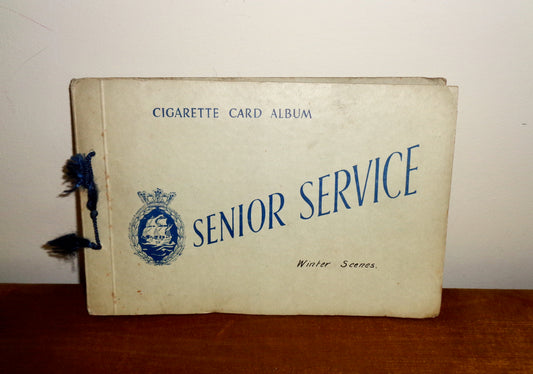 CIGARETTE CARD ALBUM
SENIOR SERVICE
Winter Scenes.